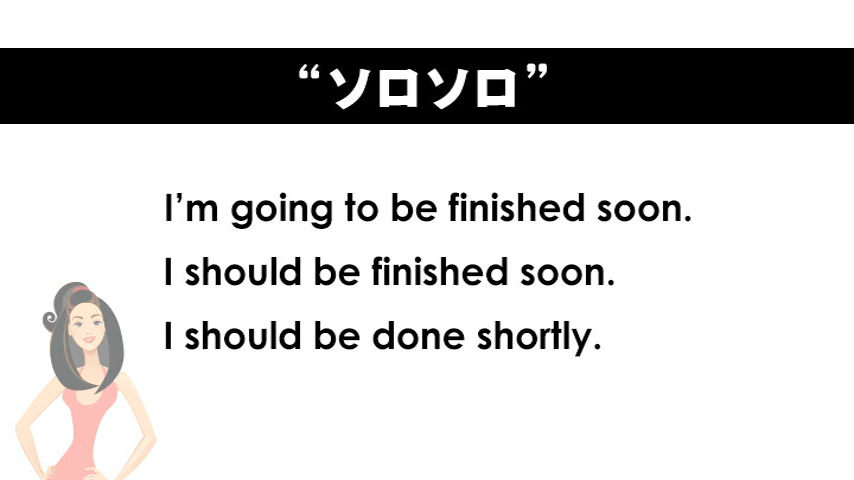 “ソロソロ”
I’m going to be finished soon.
I should be finished soon.
I should be done shortly.